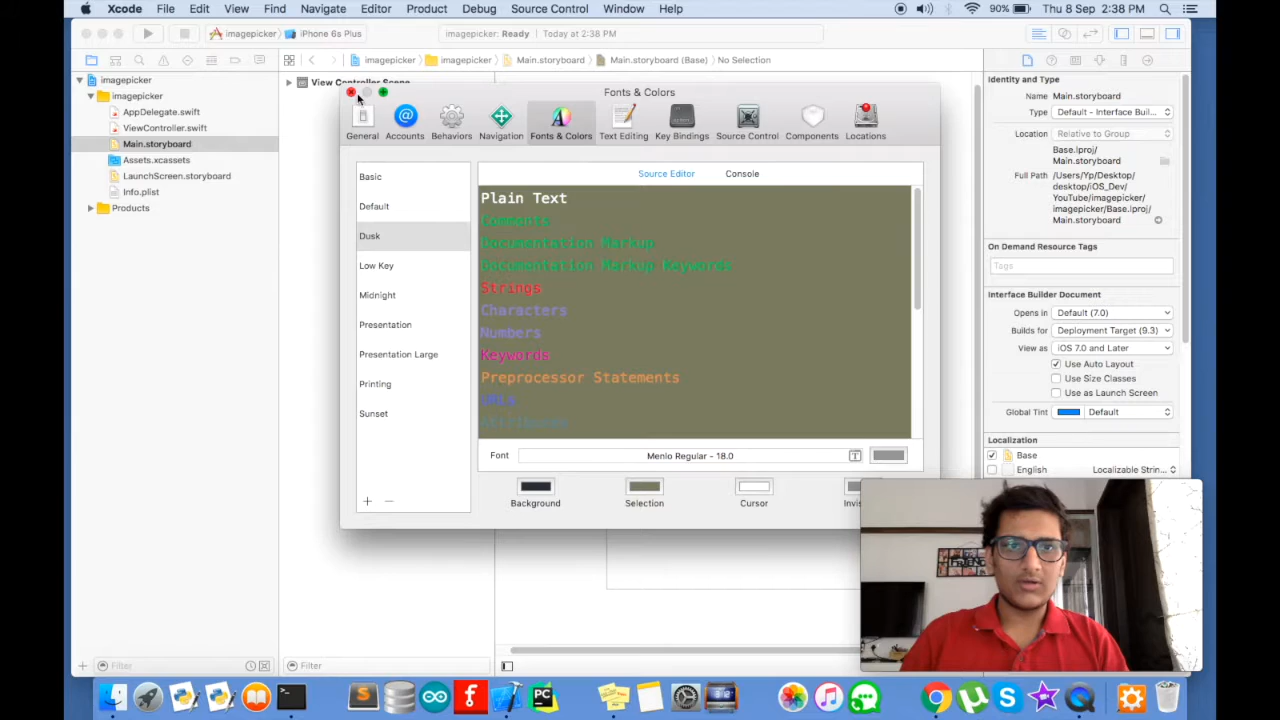 Xcode File Edit View Find Navigate Editor Product Debug Source Control Window Help
90% Thu 8 Sep 2:38 PM
imagepicker iPhone 6s Plus
imagepicker: Ready Today at 2:38 PM
imagepicker imagepicker Main.storyboard Main.storyboard (Base) No Selection
imagepicker
imagepicker
AppDelegate.swift
ViewController.swift
Main.storyboard
Assets.xcassets
LaunchScreen.storyboard
Info.plist
Products
View Controller Scene
Fonts & Colors
General Accounts Behaviors Navigation Fonts & Colors Text Editing Key Bindings Source Control Components Locations
Basic
Default
Dusk
Low Key
Midnight
Presentation
Presentation Large
Printing
Sunset
Source Editor Console
Plain Text
Comments
Documentation Markup
Documentation Markup Keywords
Strings
Characters
Numbers
Keywords
Preprocessor Statements
URLs
Attributes
Font Menlo Regular - 18.0
Background Selection Cursor
Identity and Type
Name Main.storyboard
Type Default - Interface Buil...
Location Relative to Group
Base.lproj/
Main.storyboard
Full Path /Users/Yp/Desktop/
desktop/iOS_Dev/
YouTube/imagepicker/
imagepicker/Base.lproj/
Main.storyboard
On Demand Resource Tags
Tags
Interface Builder Document
Opens in Default (7.0)
Builds for Deployment Target (9.3)
View as iOS 7.0 and Later
Use Auto Layout
Use Size Classes
Use as Launch Screen
Global Tint Default
Localization
Base
English Localizable Strin...
Filter
Filter
PC